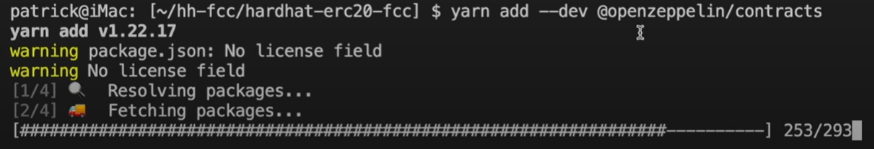 patrick@iMac: [~/hh-fcc/hardhat-erc20-fcc] $ yarn add --dev @openzeppelin/contracts
yarn add v1.22.17
warning package.json: No license field
warning No license field
[1/4] 🔍 Resolving packages...
[2/4] 🚚 Fetching packages...
[##################################################################----------] 253/293